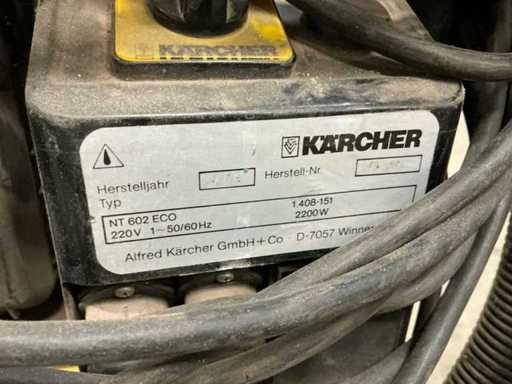 KÄRCHER
KÄRCHER
Herstelljahr Herstell-Nr.
Typ
NT 602 ECO 1.408-151
220V 1~50/60Hz 2200W
Alfred Kärcher GmbH+Co D-7057